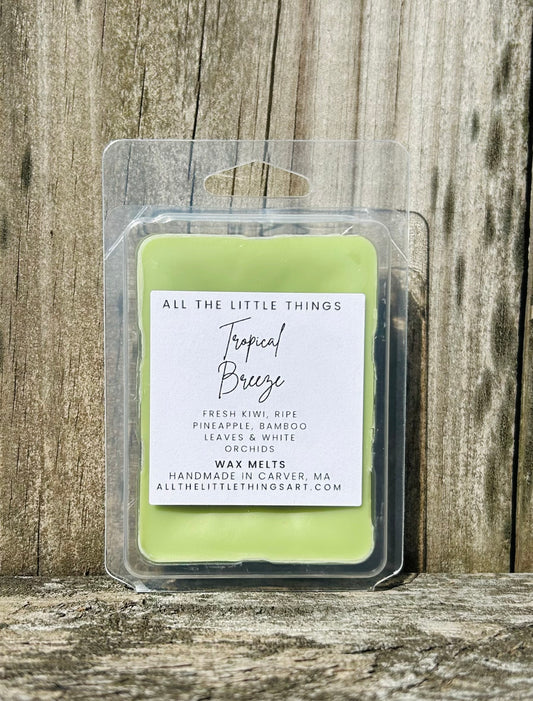 ALL THE LITTLE THINGS
Tropical
Breeze
FRESH KIWI, RIPE
PINEAPPLE, BAMBOO
LEAVES & WHITE
ORCHIDS
WAX MELTS
HANDMADE IN CARVER, MA
ALLTHELITTLETHINGSART.COM